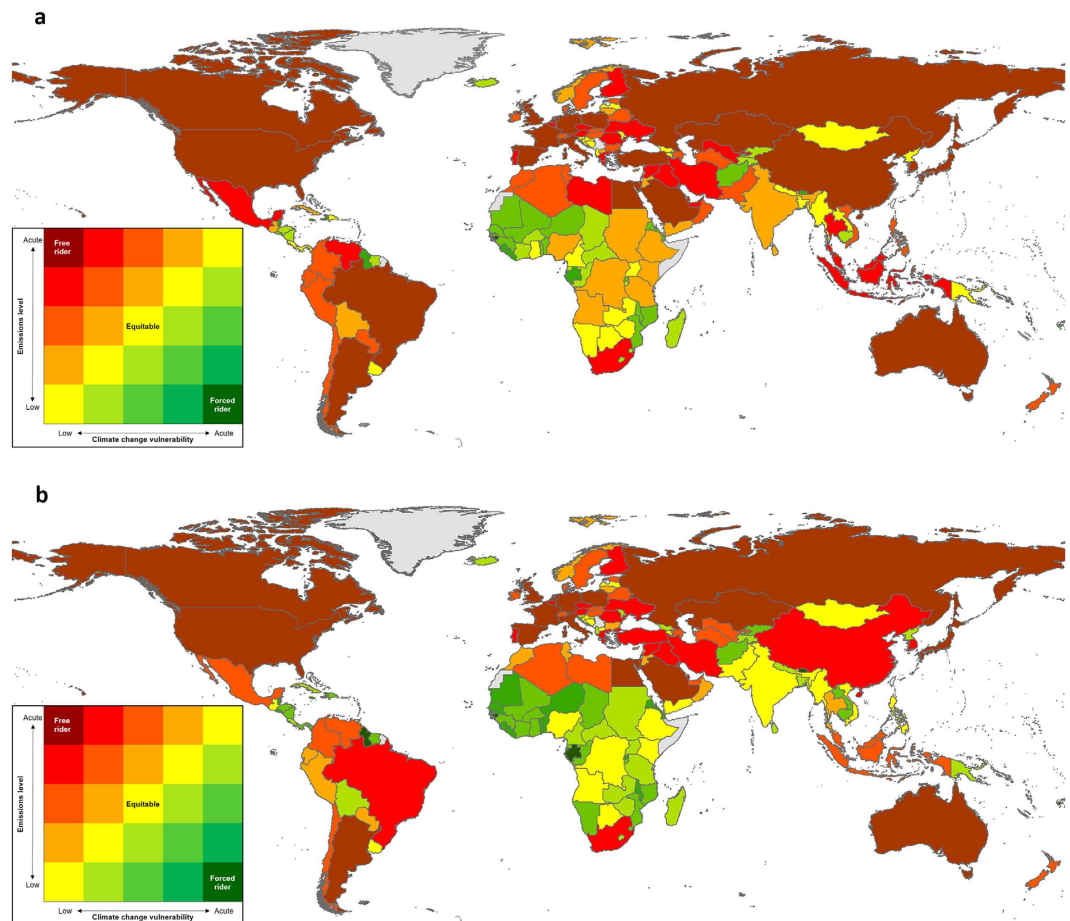 a
Acute
Free
rider
Emissions level
Equitable
Low
Forced
rider
Low
Acute
Climate change vulnerability
b
Acute
Free
rider
Emissions level
Equitable
Low
Forced
rider
Low
Acute
Climate change vulnerability